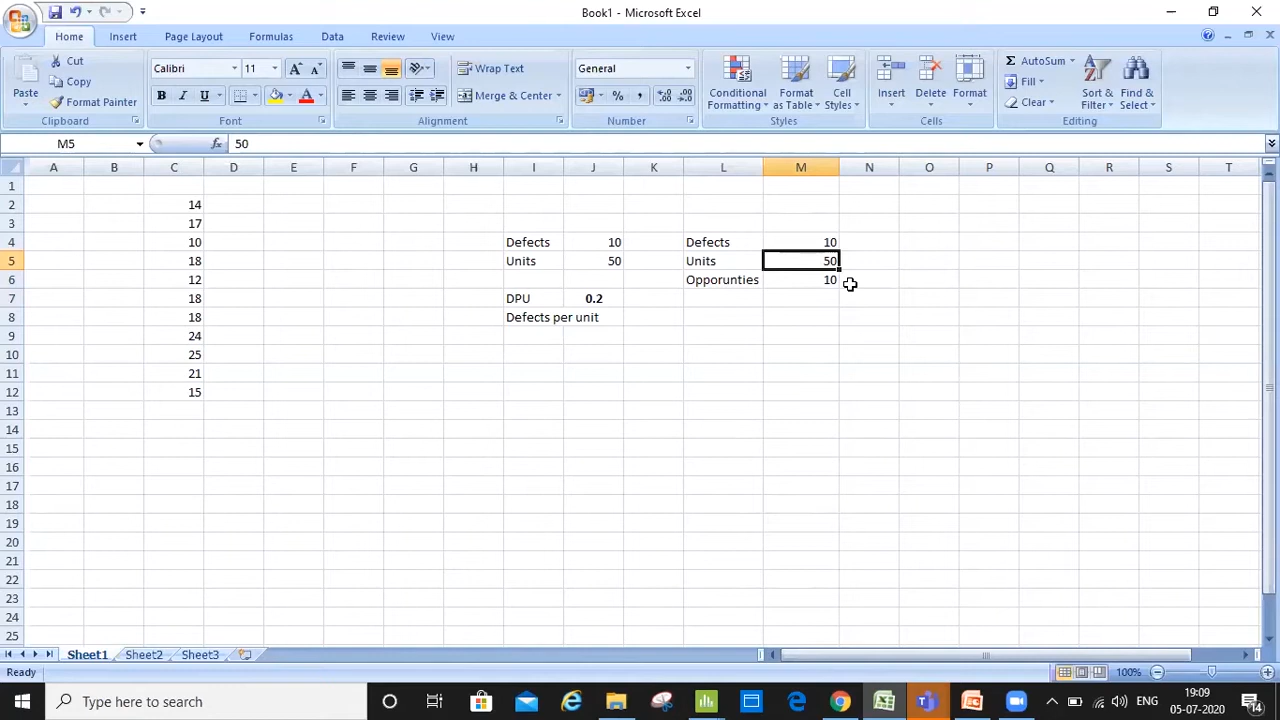 Book1 - Microsoft Excel
Home Insert Page Layout Formulas Data Review View
Paste Cut Copy Format Painter
Calibri 11
B I U
Wrap Text
Merge & Center
General
Conditional Formatting
Format as Table
Cell Styles
Insert Delete Format
AutoSum
Fill
Clear
Sort & Filter
Find & Select
Clipboard Font Alignment Number Styles Cells Editing
M5 fx 50
A B C D E F G H I J K L M N O P Q R S T
1
2 14
3 17
4 10 Defects 10 Defects 10
5 18 Units 50 Units 50
6 12 Opporunties 10
7 18 DPU 0.2
8 18 Defects per unit
9 24
10 25
11 21
12 15
13
14
15
16
17
18
19
20
21
22
23
24
25
Sheet1 Sheet2 Sheet3
Ready 100%
Type here to search
ENG
19:09
05-07-2020
14